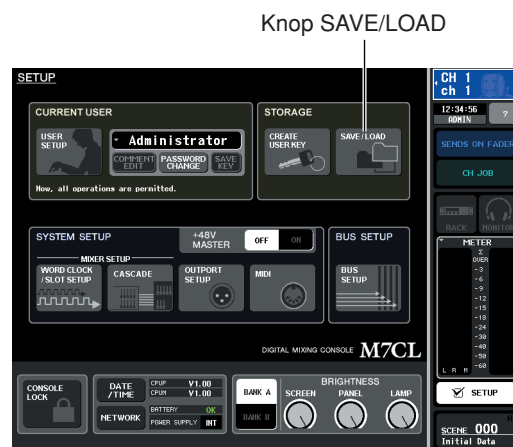 Knop SAVE/LOAD
SETUP
CURRENT USER
USER SETUP
Administrator
COMMENT EDIT
PASSWORD CHANGE
SAVE KEY
Now, all operations are permitted.
STORAGE
CREATE USER KEY
SAVE/LOAD
SYSTEM SETUP
+48V MASTER
OFF
ON
MIXER SETUP
WORD CLOCK /SLOT SETUP
CASCADE
OUTPORT SETUP
MIDI
BUS SETUP
BUS SETUP
DIGITAL MIXING CONSOLE M7CL
CONSOLE LOCK
DATE /TIME
CPUP V1.00
CPUM V1.00
NETWORK
BATTERY OK
POWER SUPPLY INT
BANK A
BANK B
BRIGHTNESS
SCREEN
PANEL
LAMP
CH 1
ch 1
12:34:56
ADMIN
?
SENDS ON FADER
CH JOB
RACK
MONITOR
METER
Σ
OVER
-3
-6
-9
-12
-15
-18
-24
-30
-40
-50
-60
L R M
SETUP
SCENE 000
Initial Data